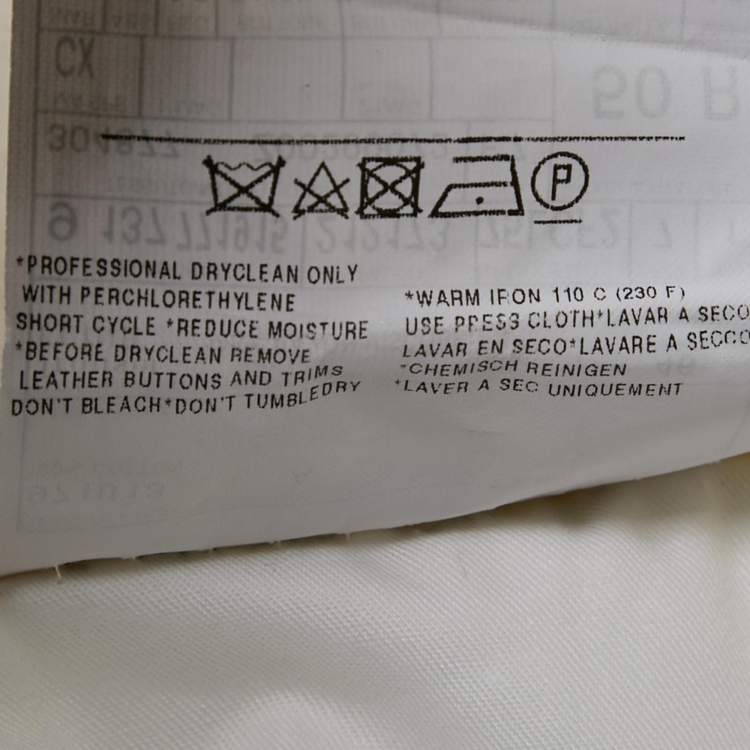 CX
50 R
P
*PROFESSIONAL DRYCLEAN ONLY
WITH PERCHLORETHYLENE
SHORT CYCLE *REDUCE MOISTURE
*BEFORE DRYCLEAN REMOVE
LEATHER BUTTONS AND TRIMS
DON'T BLEACH*DON'T TUMBLEDRY
*WARM IRON 110 C (230 F)
USE PRESS CLOTH*LAVAR A SECO
LAVAR EN SECO*LAVARE A SECCO
*CHEMISCH REINIGEN
*LAVER A SEC UNIQUEMENT